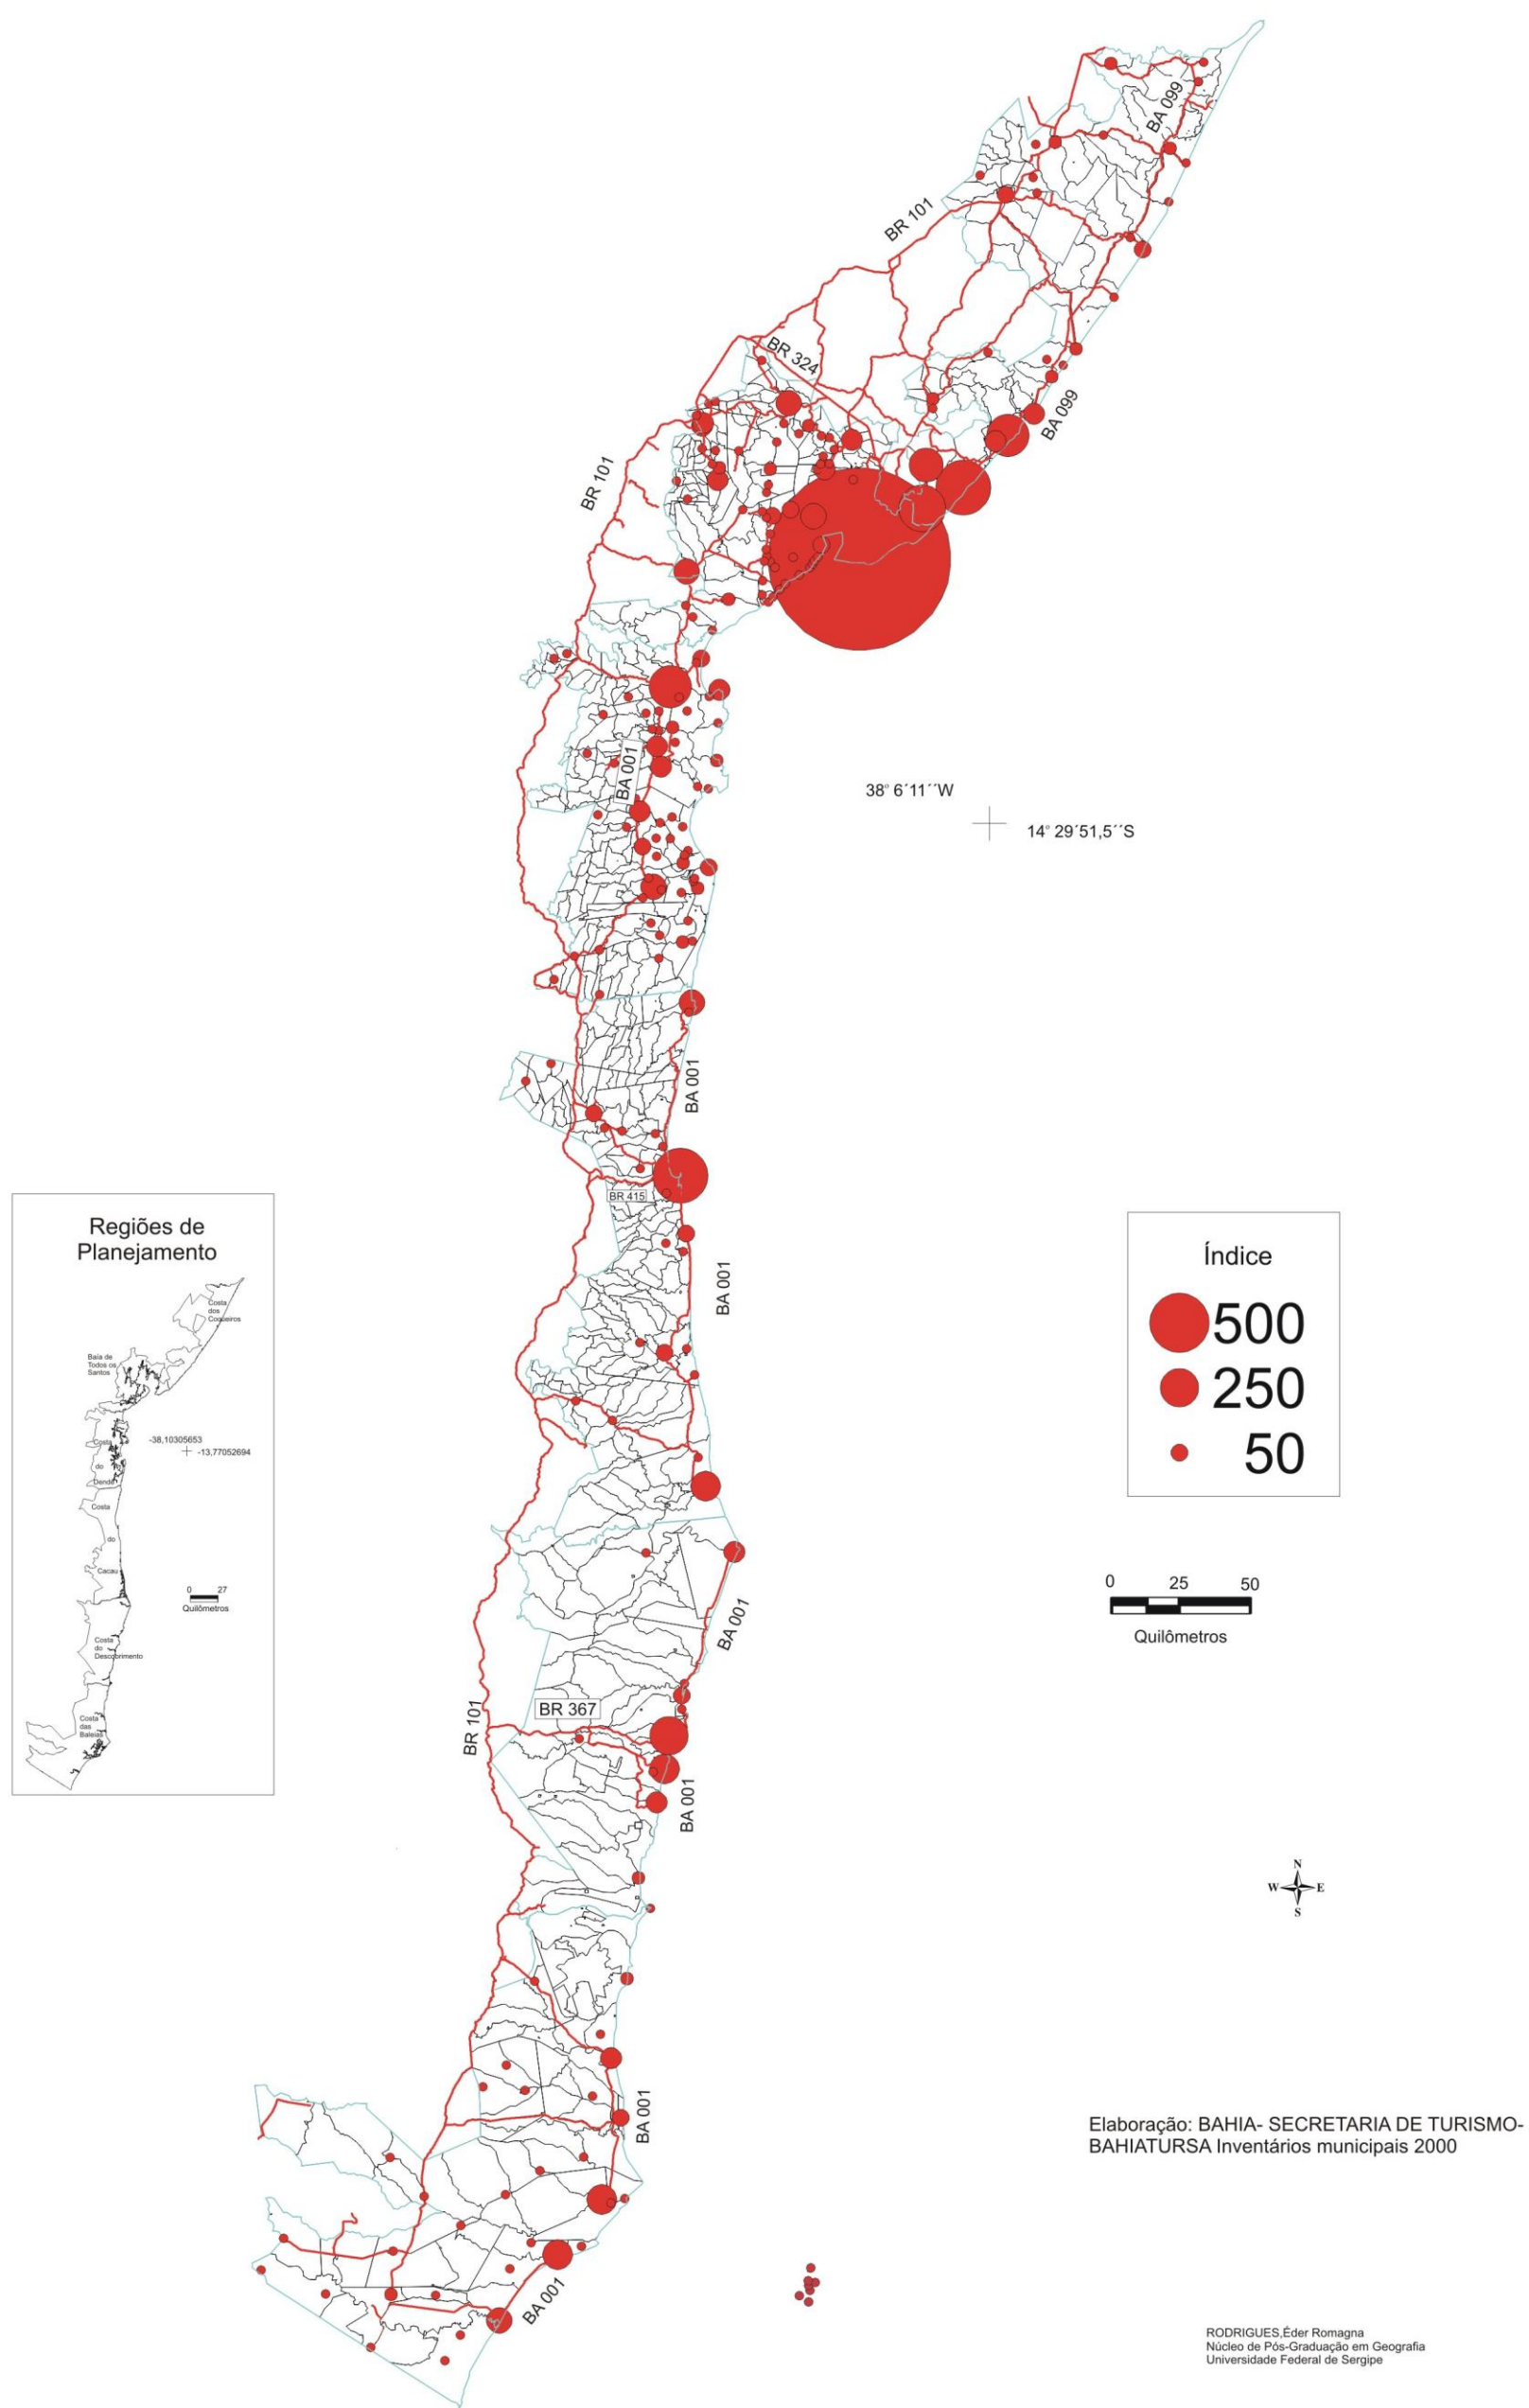 BA 099
BR 101
BR 324
BA 099
BR 101
BA 001
38° 6´11´´W
14° 29´51,5´´S
BA 001
BR 415
BA 001
Regiões de
Planejamento
Costa
dos
Coqueiros
Baía de
Todos os
Santos
-38,10305653
-13,77052694
Costa
do
Dendê
Costa
do
Cacau
0 27
Quilômetros
Costa
do
Descobrimento
Costa
das
Baleias
Índice
500
250
50
0 25 50
Quilômetros
BA 001
BR 367
BR 101
BA 001
N
W E
S
BA 001
Elaboração: BAHIA- SECRETARIA DE TURISMO-
BAHIATURSA Inventários municipais 2000
BA 001
RODRIGUES,Éder Romagna
Núcleo de Pós-Graduação em Geografia
Universidade Federal de Sergipe